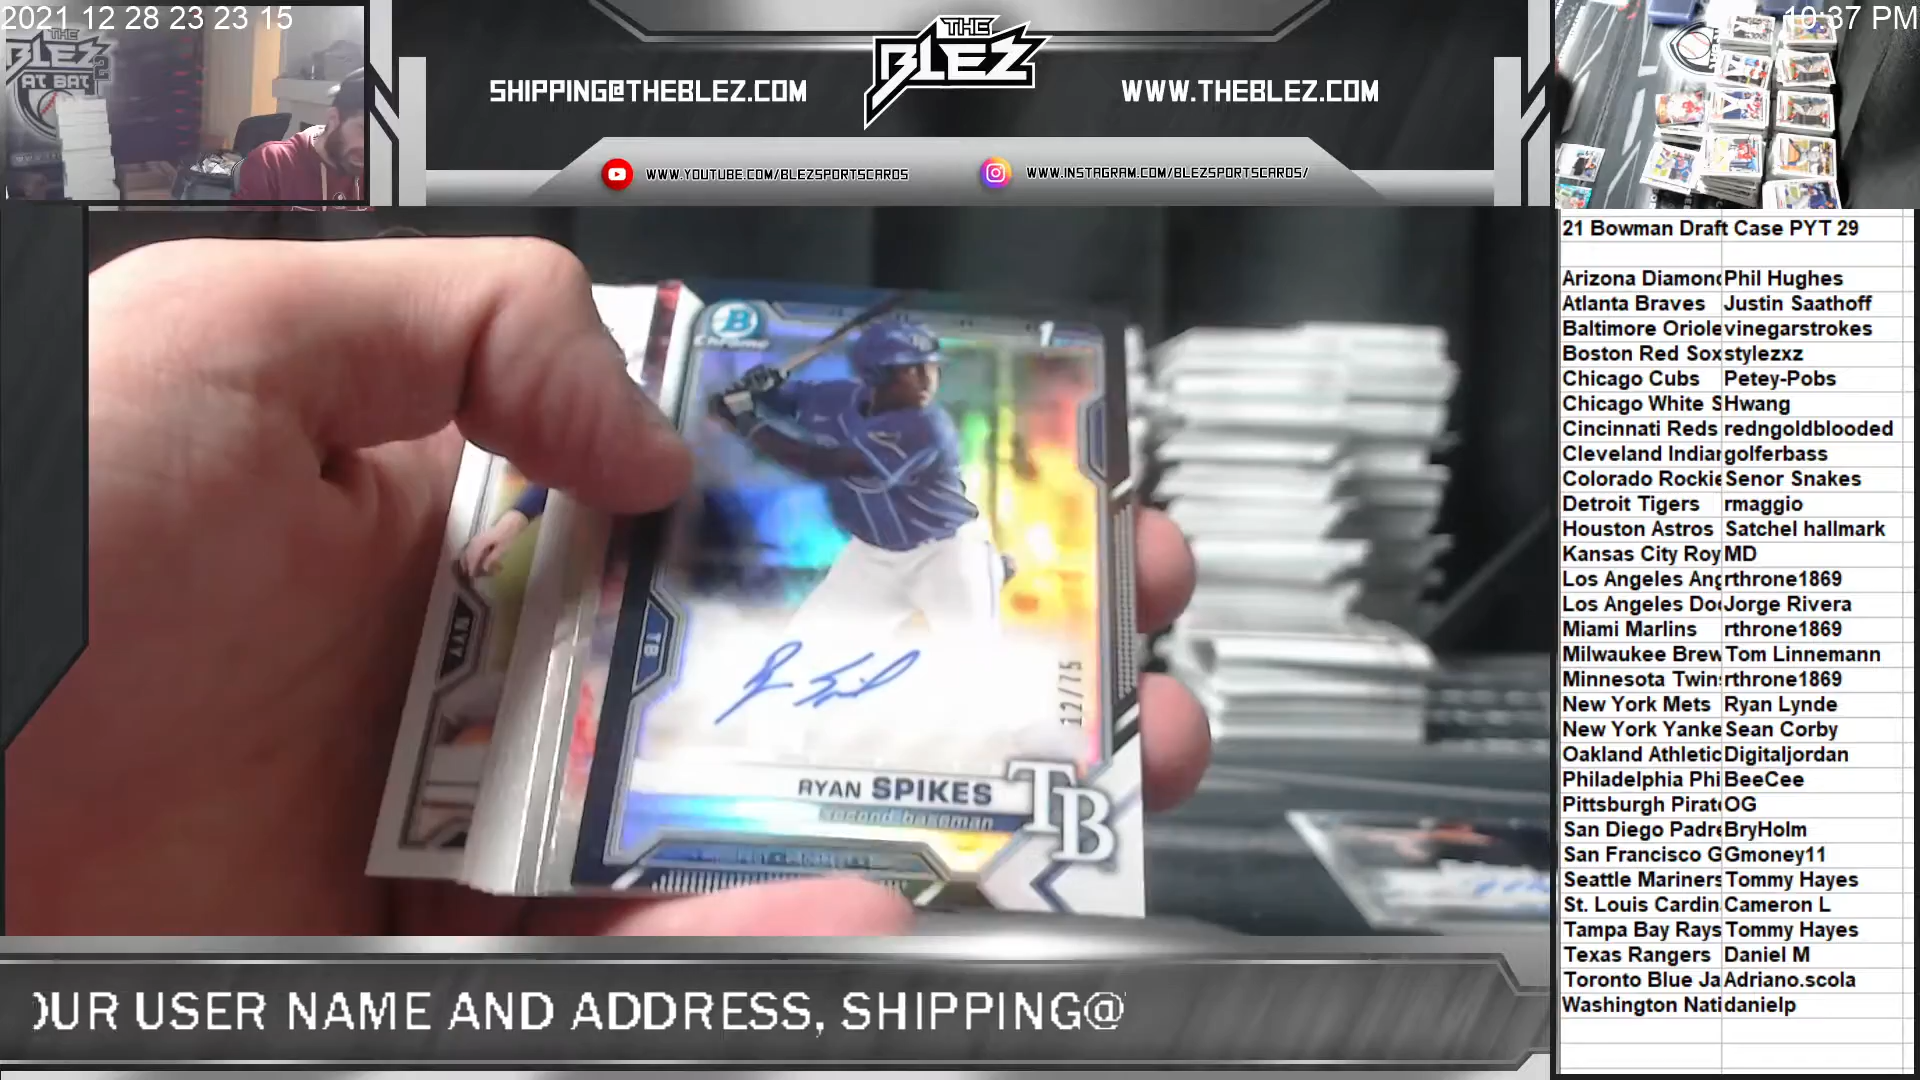 2021 12 28 23 23 15
10:37 PM
THE
BLEZ
AT BAT
THE
BLEZ
SHIPPING@THEBLEZ.COM
WWW.THEBLEZ.COM
WWW.YOUTUBE.COM/BLEZSPORTSCARDS
WWW.INSTAGRAM.COM/BLEZSPORTSCARDS/
21 Bowman Draft Case PYT 29
Arizona Diamond Phil Hughes
Atlanta Braves Justin Saathoff
Baltimore Oriole vinegarstrokes
Boston Red Sox stylezxz
Chicago Cubs Petey-Pobs
Chicago White S Hwang
Cincinnati Reds redngoldblooded
Cleveland Indian golferbass
Colorado Rockie Senor Snakes
Detroit Tigers rmaggio
Houston Astros Satchel hallmark
Kansas City Roy MD
Los Angeles Ang rthrone1869
Los Angeles Dod Jorge Rivera
Miami Marlins rthrone1869
Milwaukee Brew Tom Linnemann
Minnesota Twins rthrone1869
New York Mets Ryan Lynde
New York Yanke Sean Corby
Oakland Athletic Digitaljordan
Philadelphia Phi BeeCee
Pittsburgh Pirat OG
San Diego Padre BryHolm
San Francisco G Gmoney11
Seattle Mariners Tommy Hayes
St. Louis Cardin Cameron L
Tampa Bay Rays Tommy Hayes
Texas Rangers Daniel M
Toronto Blue Ja Adriano.scola
Washington Nati danielp
B
Chrome
1
TB
NYY
12/75
RYAN SPIKES
second baseman
TB
OUR USER NAME AND ADDRESS, SHIPPING@